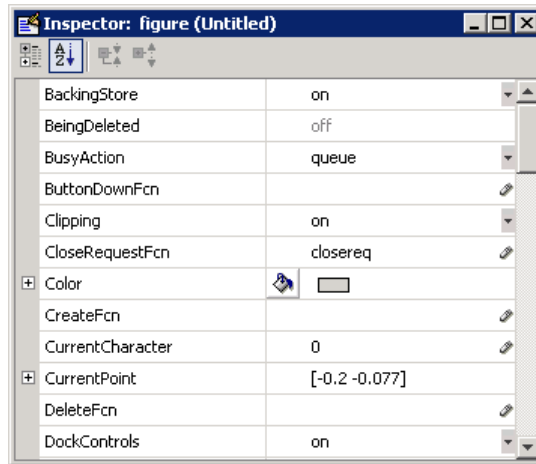 Inspector: figure (Untitled)
A Z
BackingStore on
BeingDeleted off
BusyAction queue
ButtonDownFcn
Clipping on
CloseRequestFcn closereq
Color
CreateFcn
CurrentCharacter 0
CurrentPoint [-0.2 -0.077]
DeleteFcn
DockControls on